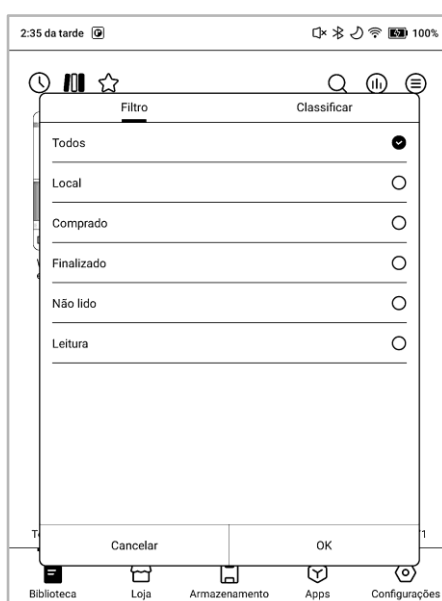 2:35 da tarde 100%
Filtro Classificar
Todos
Local
Comprado
Finalizado
Não lido
Leitura
Cancelar OK
Biblioteca Loja Armazenamento Apps Configurações